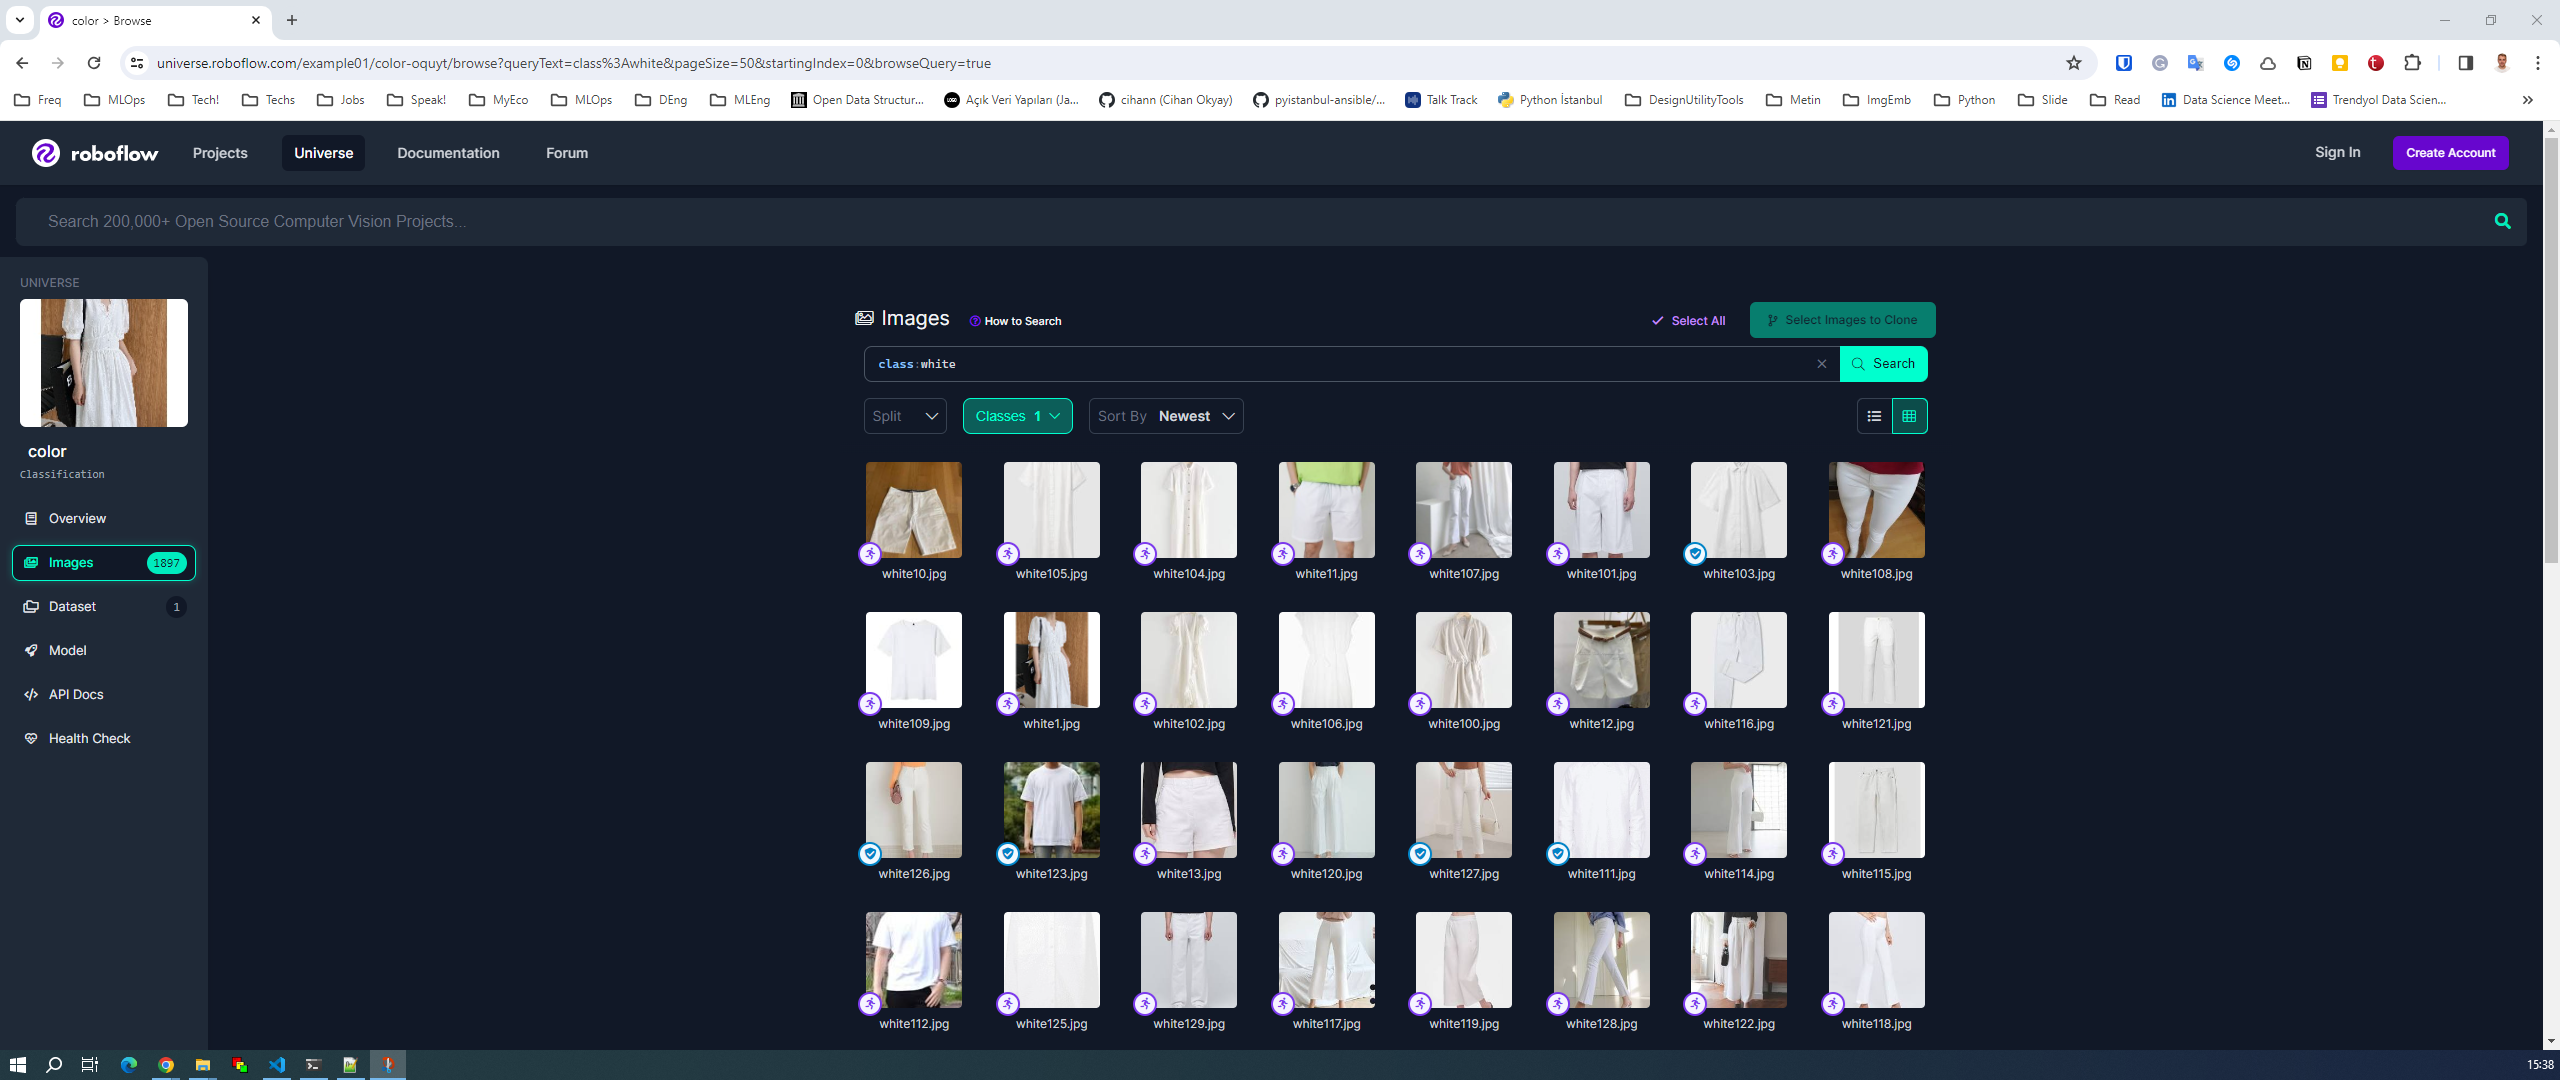 color > Browse
universe.roboflow.com/example01/color-oquyt/browse?queryText=class%3Awhite&pageSize=50&startingIndex=0&browseQuery=true
Freq MLOps Tech! Techs Jobs Speak! MyEco MLOps DEng MLEng Open Data Structur... Açık Veri Yapıları (Ja... cihann (Cihan Okyay) pyistanbul-ansible/... Talk Track Python İstanbul DesignUtilityTools Metin ImgEmb Python Slide Read Data Science Meet... Trendyol Data Scien...
roboflow Projects Universe Documentation Forum Sign In Create Account
Search 200,000+ Open Source Computer Vision Projects...
UNIVERSE
color
Classification
Overview
Images 1897
Dataset 1
Model
API Docs
Health Check
Images How to Search Select All Select Images to Clone
class:white Search
Split Classes 1 Sort By Newest
white10.jpg white105.jpg white104.jpg white11.jpg white107.jpg white101.jpg white103.jpg white108.jpg
white109.jpg white1.jpg white102.jpg white106.jpg white100.jpg white12.jpg white116.jpg white121.jpg
white126.jpg white123.jpg white13.jpg white120.jpg white127.jpg white111.jpg white114.jpg white115.jpg
white112.jpg white125.jpg white129.jpg white117.jpg white119.jpg white128.jpg white122.jpg white118.jpg
15:38